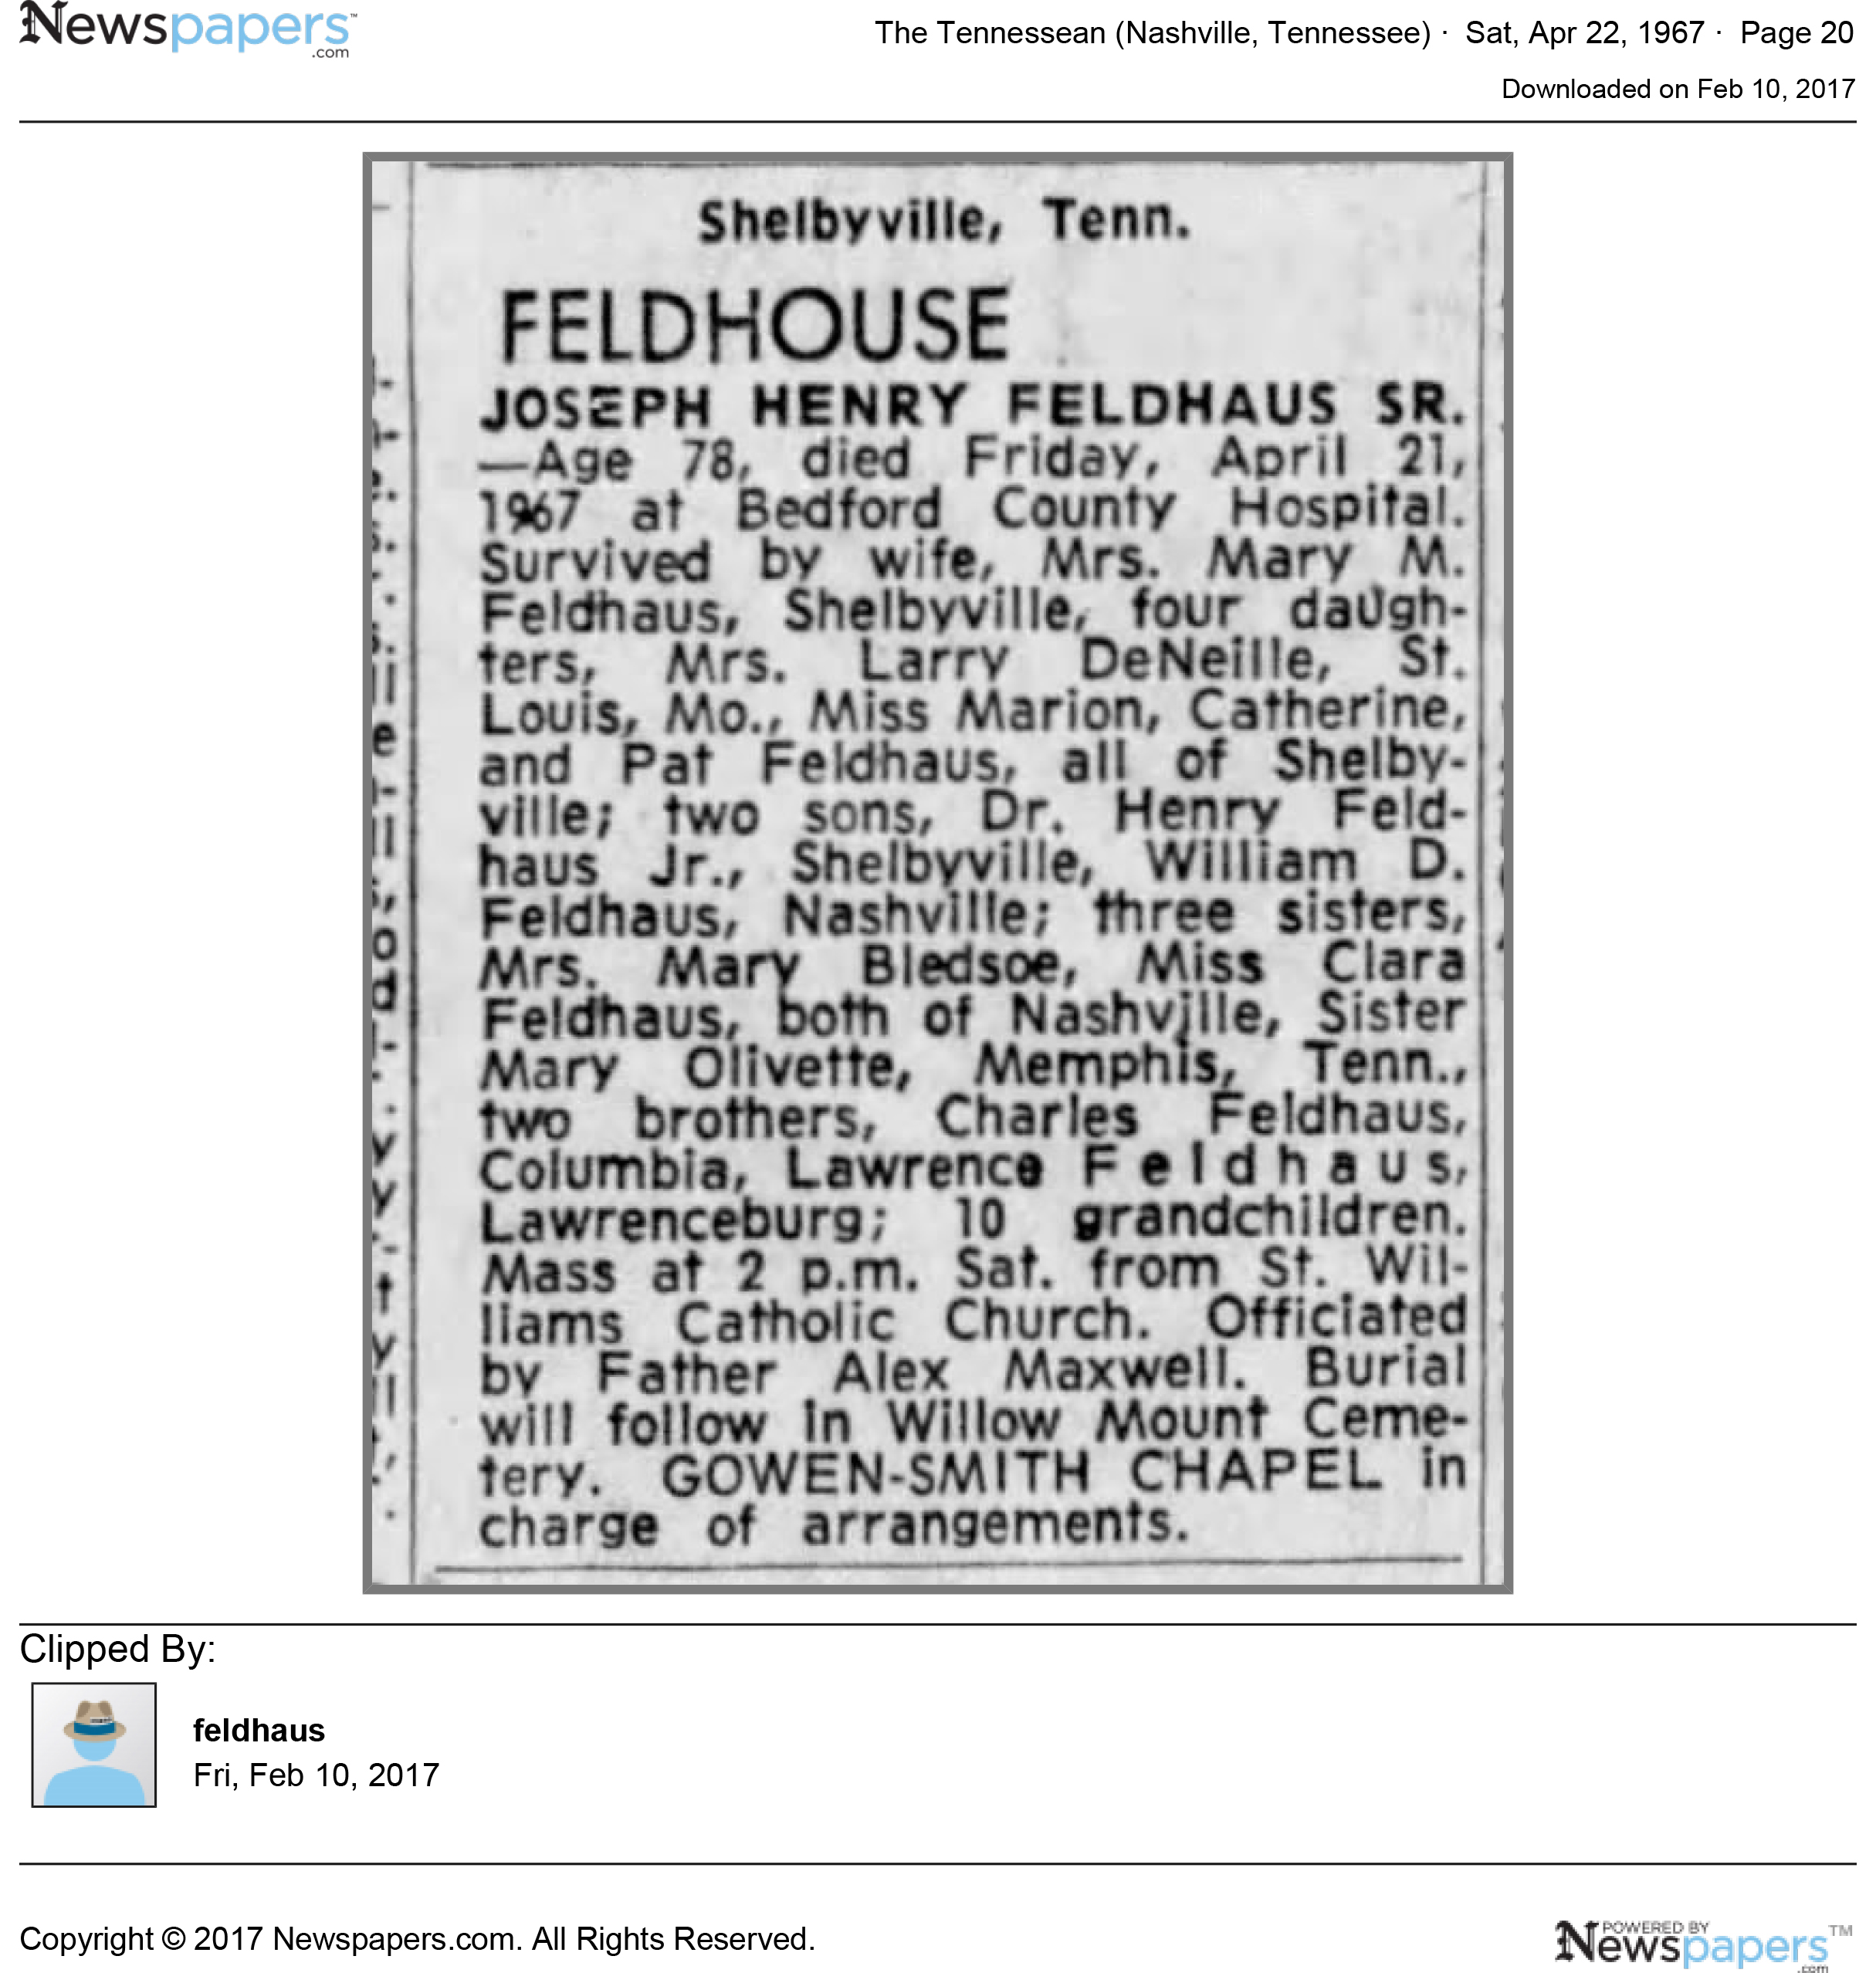 Newspapers™
.com
The Tennessean (Nashville, Tennessee) · Sat, Apr 22, 1967 · Page 20
Downloaded on Feb 10, 2017
Shelbyville, Tenn.
FELDHOUSE
JOSEPH HENRY FELDHAUS SR.
—Age 78, died Friday, April 21,
1967 at Bedford County Hospital.
Survived by wife, Mrs. Mary M.
Feldhaus, Shelbyville, four daugh-
ters, Mrs. Larry DeNeille, St.
Louis, Mo., Miss Marion, Catherine,
and Pat Feldhaus, all of Shelby-
ville; two sons, Dr. Henry Feld-
haus Jr., Shelbyville, William D.
Feldhaus, Nashville; three sisters,
Mrs. Mary Bledsoe, Miss Clara
Feldhaus, both of Nashville, Sister
Mary Olivette, Memphis, Tenn.,
two brothers, Charles Feldhaus,
Columbia, Lawrence Feldhaus,
Lawrenceburg; 10 grandchildren.
Mass at 2 p.m. Sat. from St. Wil-
liams Catholic Church. Officiated
by Father Alex Maxwell. Burial
will follow in Willow Mount Ceme-
tery. GOWEN-SMITH CHAPEL in
charge of arrangements.
Clipped By:
feldhaus
Fri, Feb 10, 2017
Copyright © 2017 Newspapers.com. All Rights Reserved.
POWERED BY
Newspapers™
.com